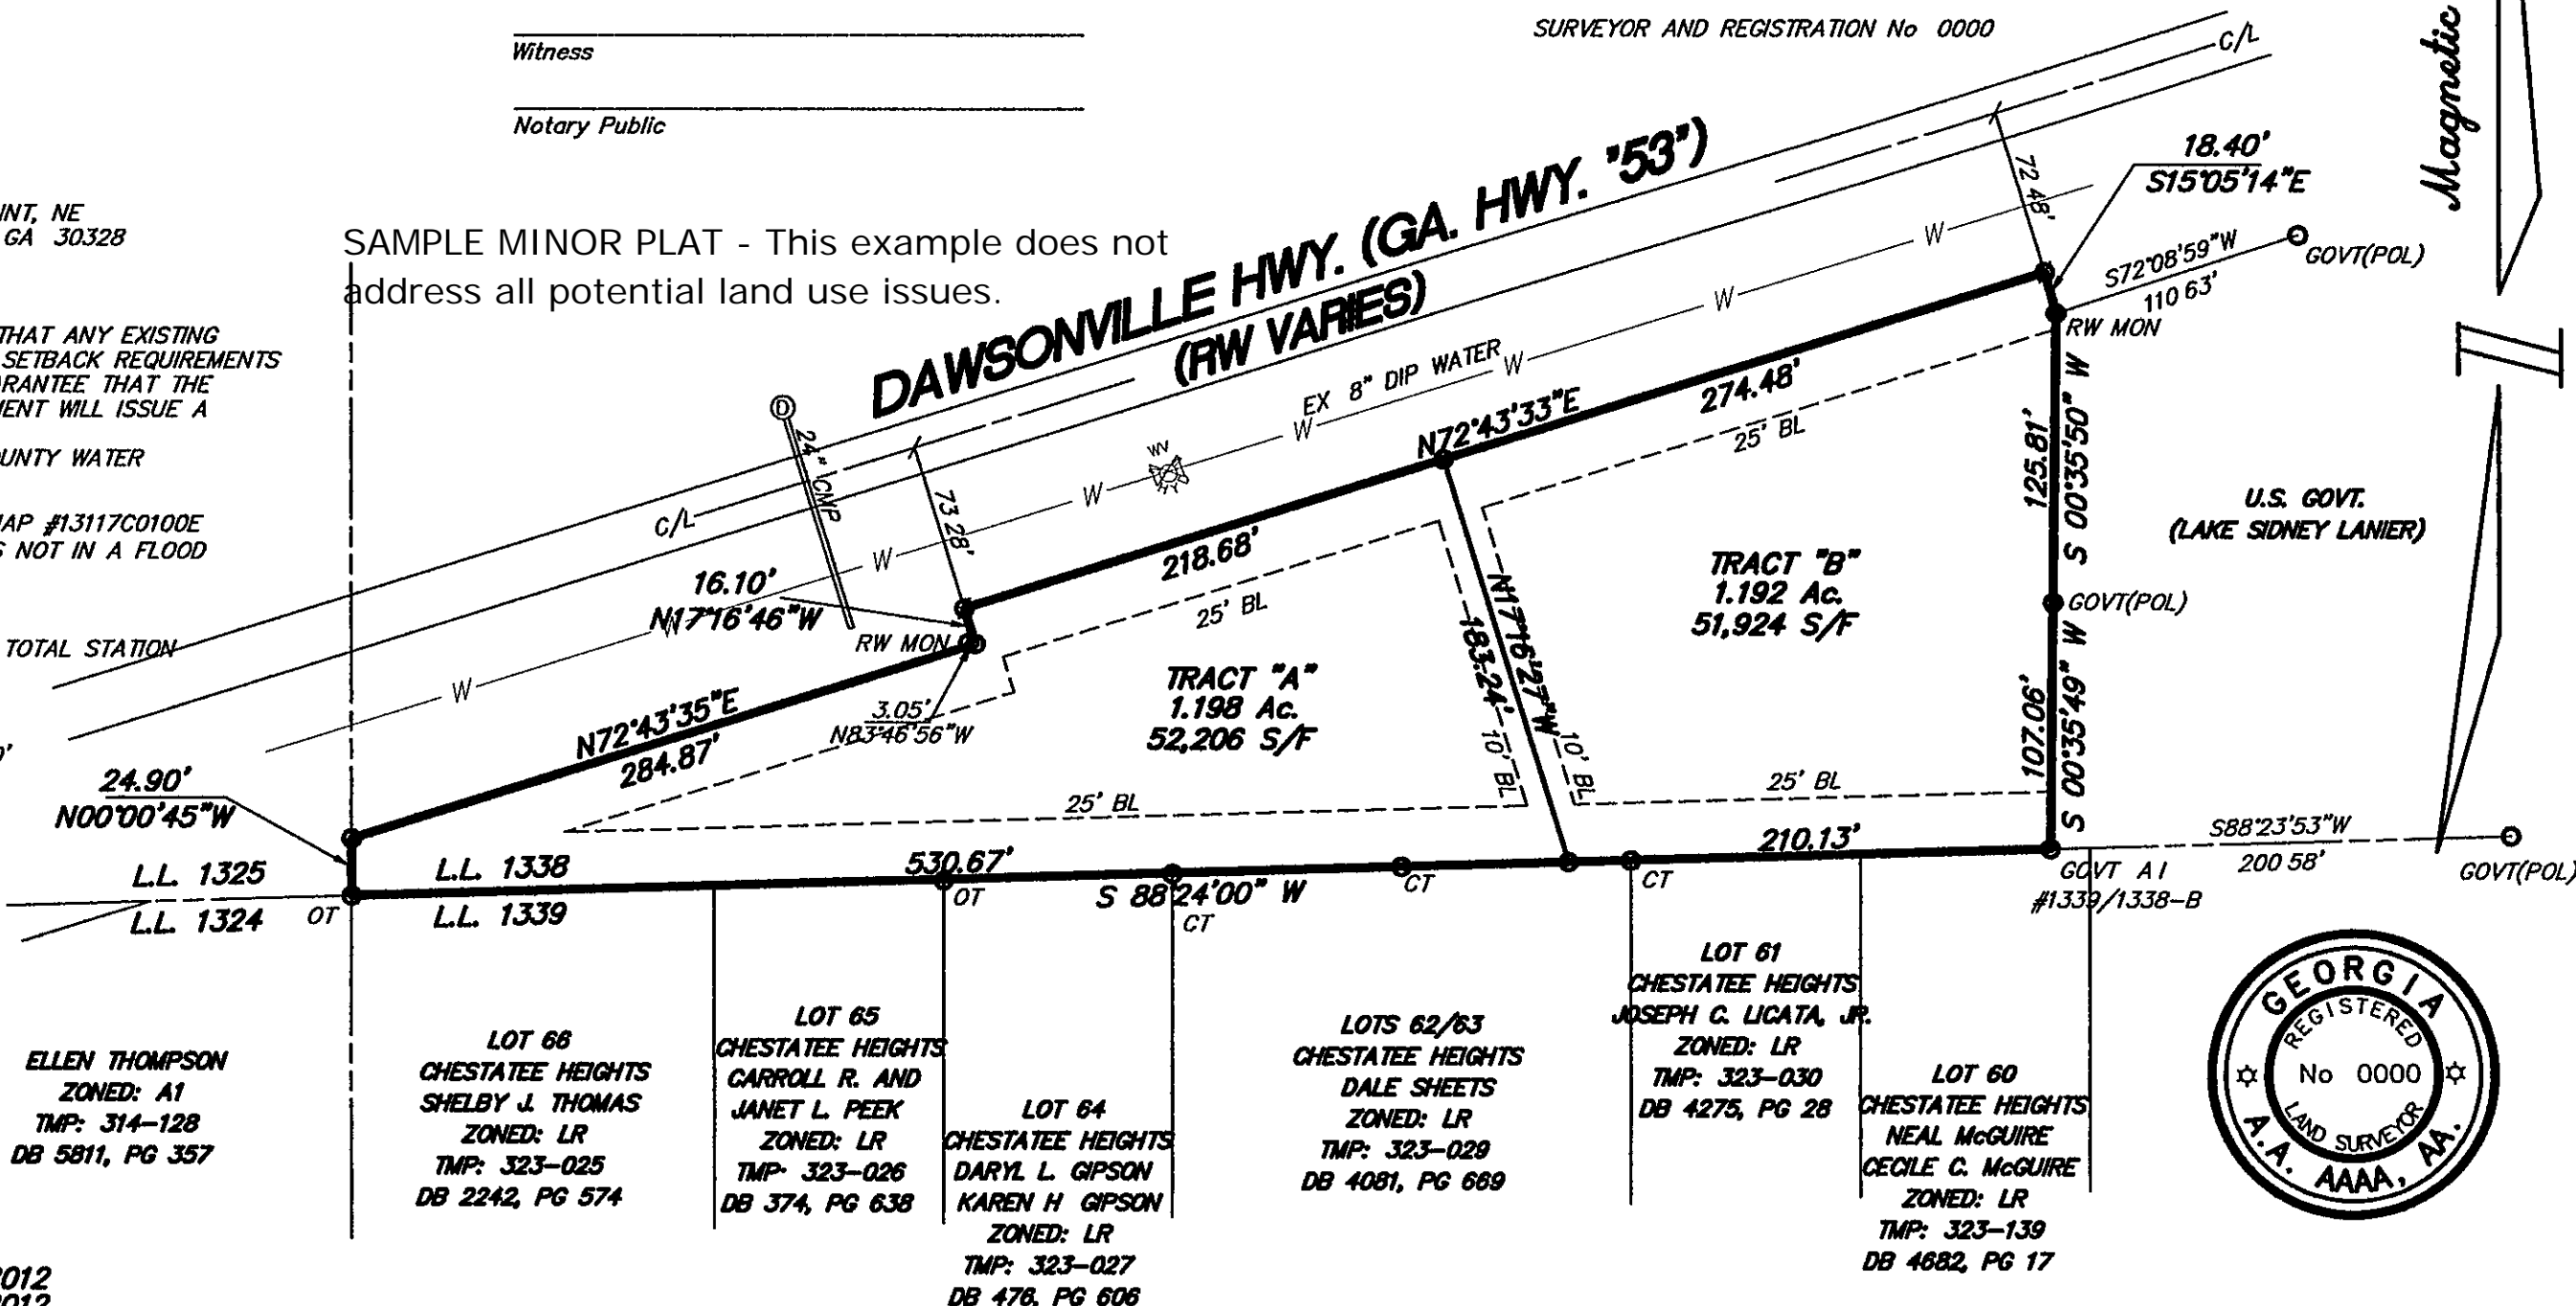 Witness
Notary Public
SURVEYOR AND REGISTRATION No 0000
Magnetic
INT, NE
GA 30328
SAMPLE MINOR PLAT - This example does not
address all potential land use issues.
THAT ANY EXISTING
SETBACK REQUIREMENTS
RANTEE THAT THE
MENT WILL ISSUE A
UNTY WATER
MAP #13117C0100E
S NOT IN A FLOOD
TOTAL STATION
DAWSONVILLE HWY. (GA. HWY. "53")
(RW VARIES)
C/L
C/L
72 48'
18.40'
S15°05'14"E
S72°08'59"W
110 63'
GOVT(POL)
RW MON
D
24" CMP
73 28'
W
W
W
W
W
W
W
W
W
WV
EX 8" DIP WATER
N72°43'33"E
274.48'
25' BL
218.68'
25' BL
16.10'
N17°16'46"W
RW MON
3.05'
N83°46'56"W
N72°43'35"E
284.87'
24.90'
N00°00'45"W
TRACT "A"
1.198 Ac.
52,206 S/F
N17°16'27"W
183.24'
10' BL
10' BL
TRACT "B"
1.192 Ac.
51,924 S/F
125.81'
S 00°35'50" W
GOVT(POL)
107.06'
S 00°35'49" W
U.S. GOVT.
(LAKE SIDNEY LANIER)
25' BL
25' BL
210.13'
530.67'
S 88°24'00" W
S88°23'53"W
200 58'
GOVT(POL)
GOVT A I
#1339/1338-B
L.L. 1325
L.L. 1324
L.L. 1338
L.L. 1339
OT
OT
CT
CT
CT
ELLEN THOMPSON
ZONED: A1
TMP: 314-128
DB 5811, PG 357
LOT 66
CHESTATEE HEIGHTS
SHELBY J. THOMAS
ZONED: LR
TMP: 323-025
DB 2242, PG 574
LOT 65
CHESTATEE HEIGHTS
CARROLL R. AND
JANET L. PEEK
ZONED: LR
TMP: 323-026
DB 374, PG 638
LOT 64
CHESTATEE HEIGHTS
DARYL L. GIPSON
KAREN H GIPSON
ZONED: LR
TMP: 323-027
DB 476, PG 606
LOTS 62/63
CHESTATEE HEIGHTS
DALE SHEETS
ZONED: LR
TMP: 323-029
DB 4081, PG 669
LOT 61
CHESTATEE HEIGHTS
JOSEPH C. LICATA, JR.
ZONED: LR
TMP: 323-030
DB 4275, PG 28
LOT 60
CHESTATEE HEIGHTS
NEAL McGUIRE
CECILE C. McGUIRE
ZONED: LR
TMP: 323-139
DB 4682, PG 17
GEORGIA
REGISTERED
No 0000
LAND SURVEYOR
A.A. AAAA, AA.
2012
2012